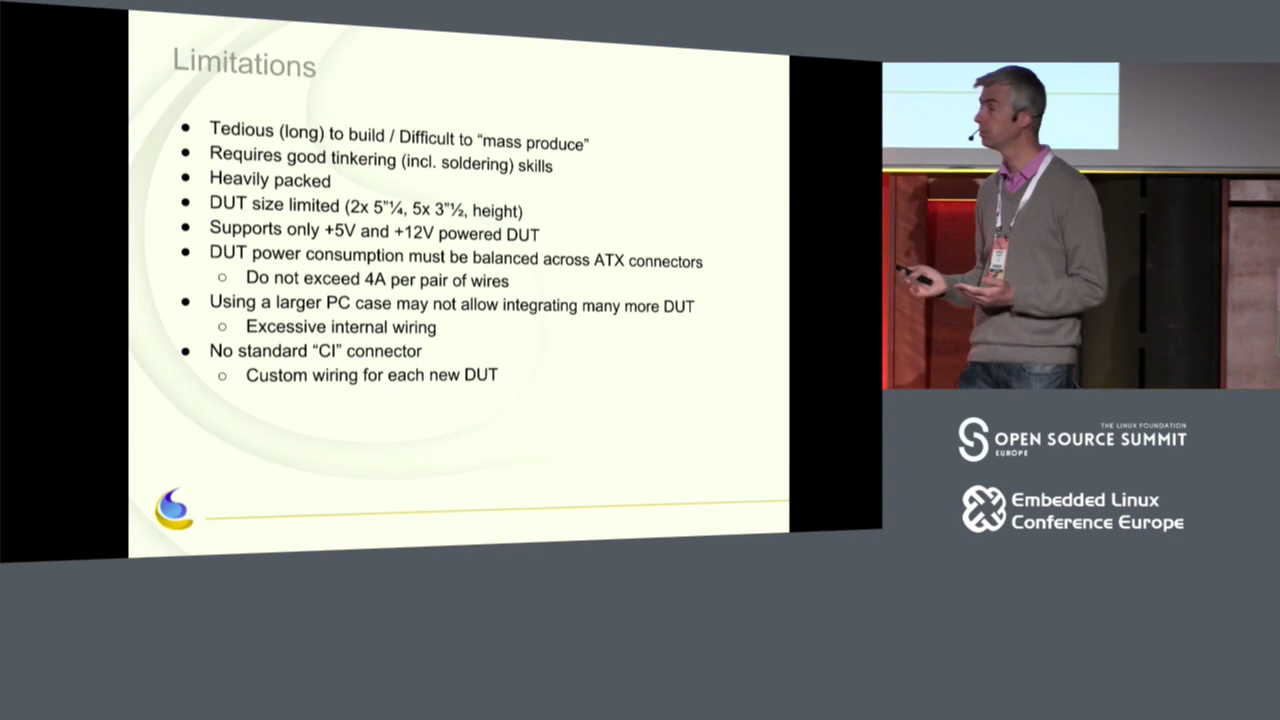 Limitations
● Tedious (long) to build / Difficult to “mass produce”
● Requires good tinkering (incl. soldering) skills
● Heavily packed
● DUT size limited (2x 5”¼, 5x 3”½, height)
● Supports only +5V and +12V powered DUT
● DUT power consumption must be balanced across ATX connectors
○ Do not exceed 4A per pair of wires
● Using a larger PC case may not allow integrating many more DUT
○ Excessive internal wiring
● No standard “CI” connector
○ Custom wiring for each new DUT
THE LINUX FOUNDATION
OPEN SOURCE SUMMIT
EUROPE
Embedded Linux
Conference Europe